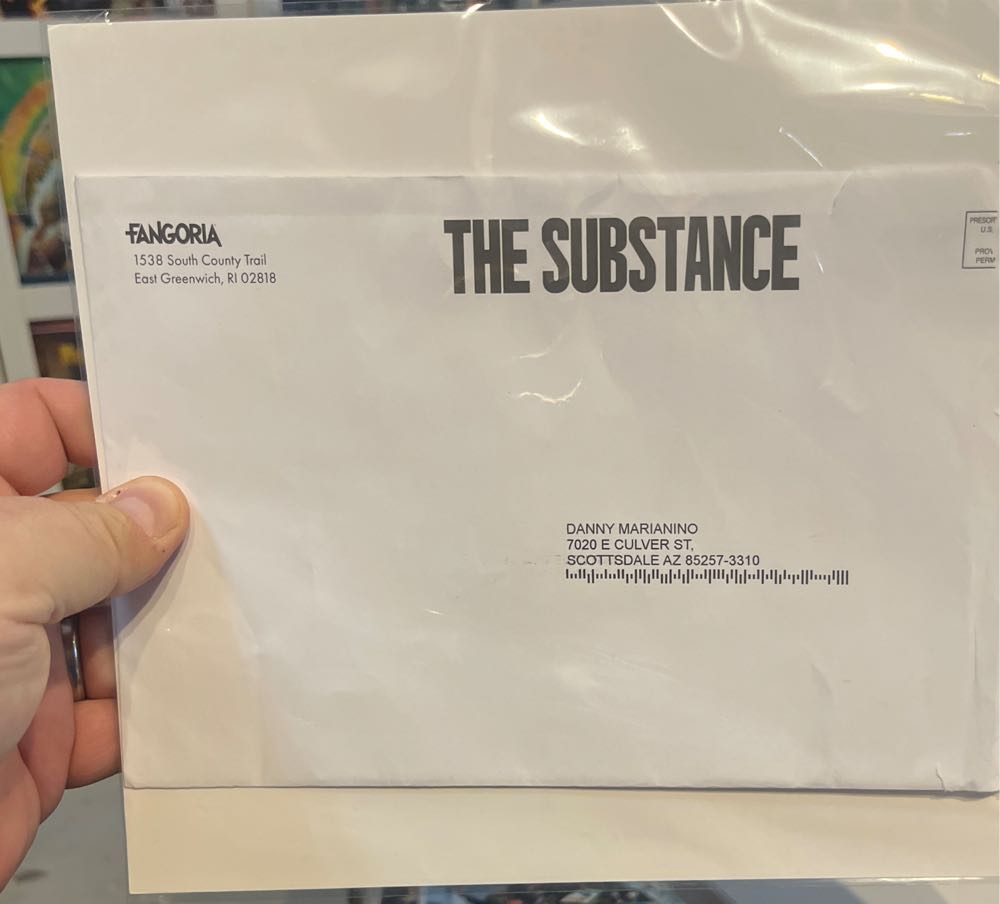 FANGORIA
1538 South County Trail
East Greenwich, RI 02818
THE SUBSTANCE
U.S.
DANNY MARIANINO
7020 E CULVER ST,
SCOTTSDALE AZ 85257-3310